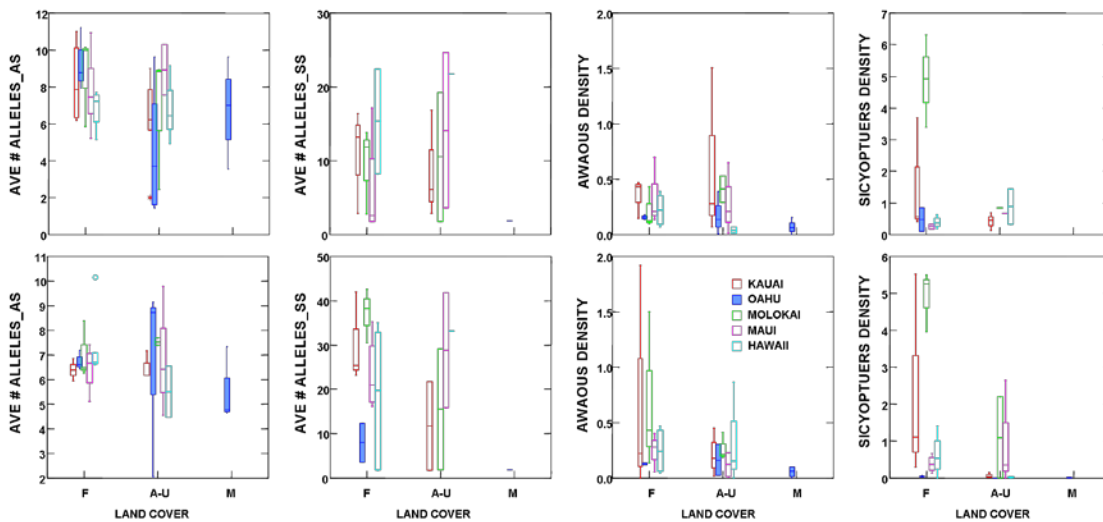 AVE # ALLELES_AS
12
10
8
6
4
2
0
F
A-U
M
AVE # ALLELES_SS
30
20
10
0
F
A-U
M
AWAOUS DENSITY
2.0
1.5
1.0
0.5
0.0
F
A-U
M
SICYOPTUERS DENSITY
7
6
5
4
3
2
1
0
F
A-U
M
AVE # ALLELES_AS
11
10
9
8
7
6
5
4
3
2
F
A-U
M
LAND COVER
AVE # ALLELES_SS
50
40
30
20
10
0
F
A-U
M
LAND COVER
AWAOUS DENSITY
2.0
1.5
1.0
0.5
0.0
KAUAI
OAHU
MOLOKAI
MAUI
HAWAII
F
A-U
M
LAND COVER
SICYOPTUERS DENSITY
6
5
4
3
2
1
0
F
A-U
M
LAND COVER